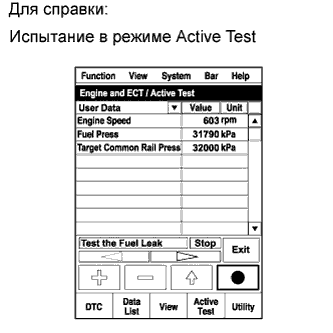 Для справки:
Испытание в режиме Active Test
Function View System Bar Help
Engine and ECT / Active Test
User Data Value Unit
Engine Speed 603 rpm
Fuel Press 31790 kPa
Target Common Rail Press 32000 kPa
Test the Fuel Leak Stop Exit
DTC Data List View Active Test Utility